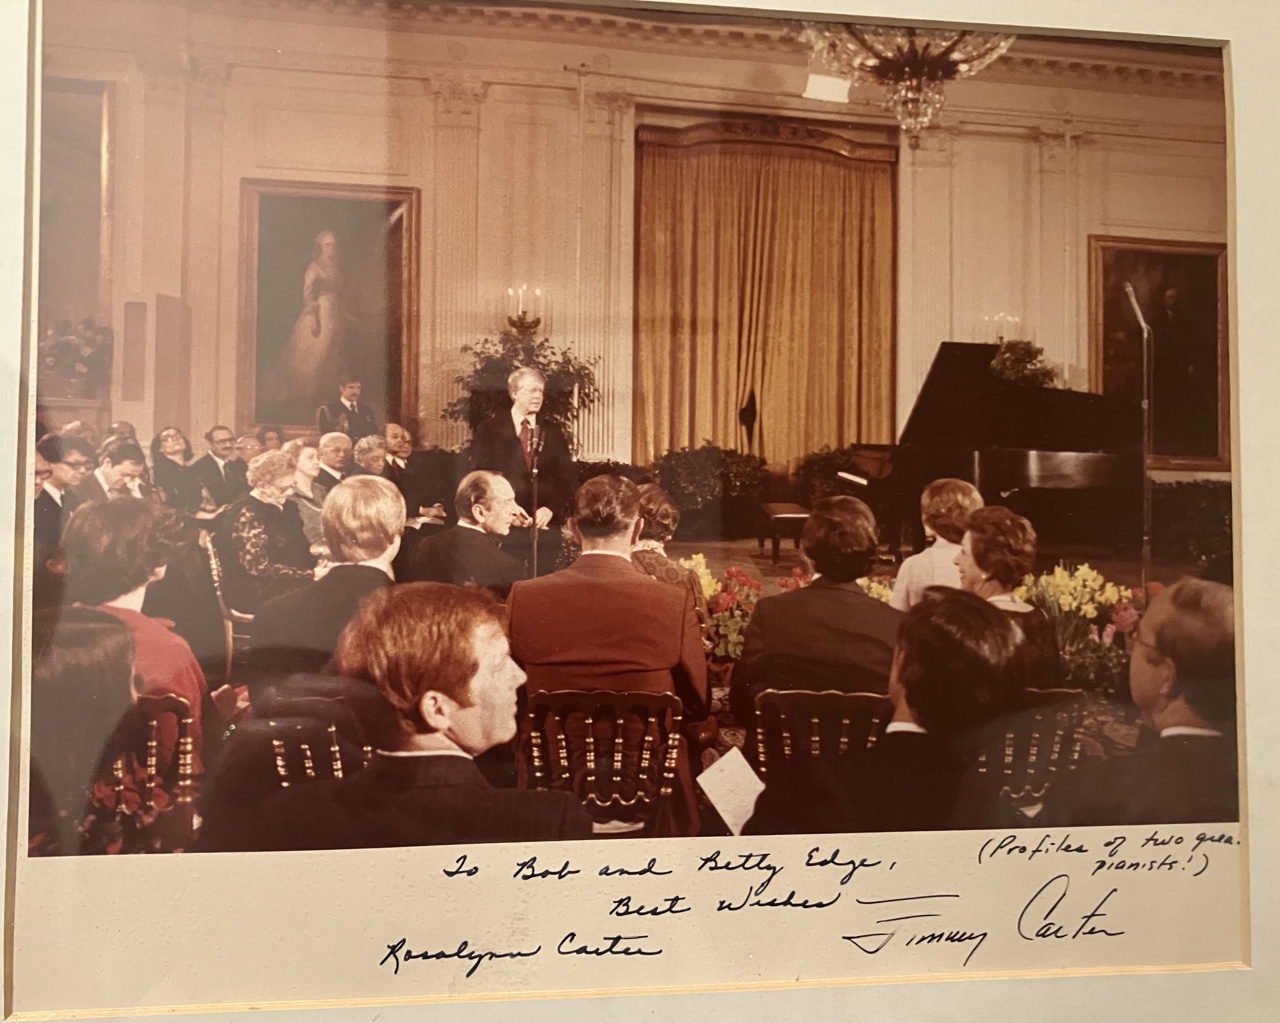 To Bob and Betty Edge,
(Profiles of two grea
pianists!)
Best Wishes —
Rosalynn Carter
Jimmy Carter